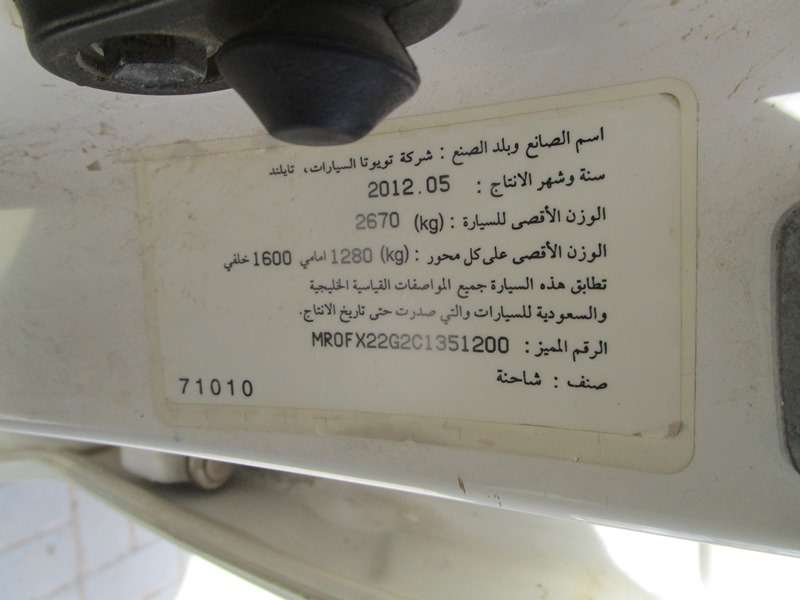 اسم الصانع وبلد الصنع : شركة تويوتا السيارات، تايلند
سنة وشهر الانتاج : 2012.05
الوزن الأقصى للسيارة : (kg) 2670
الوزن الأقصى على كل محور : (kg) 1280 امامي 1600 خلفي
تطابق هذه السيارة جميع المواصفات القياسية الخليجية
والسعودية للسيارات والتي صدرت حتى تاريخ الانتاج.
الرقم المميز : MR0FX22G2C1351200
صنف : شاحنة
71010